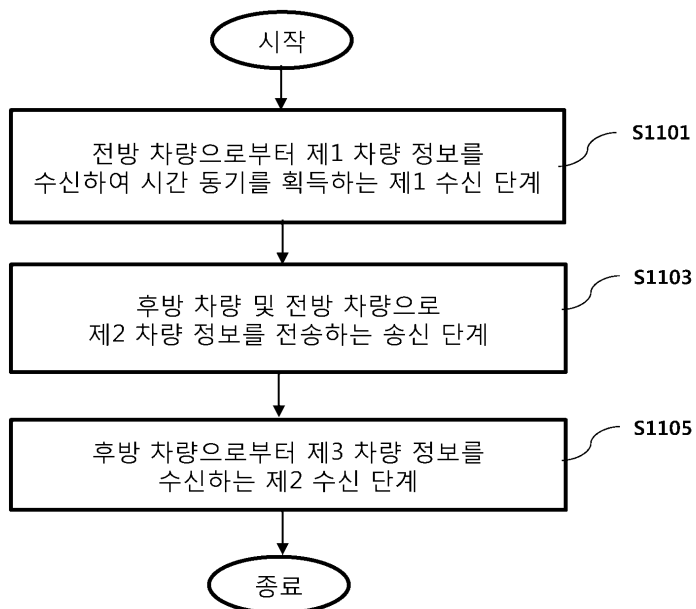 시작
전방 차량으로부터 제1 차량 정보를
수신하여 시간 동기를 획득하는 제1 수신 단계
S1101
후방 차량 및 전방 차량으로
제2 차량 정보를 전송하는 송신 단계
S1103
후방 차량으로부터 제3 차량 정보를
수신하는 제2 수신 단계
S1105
종료